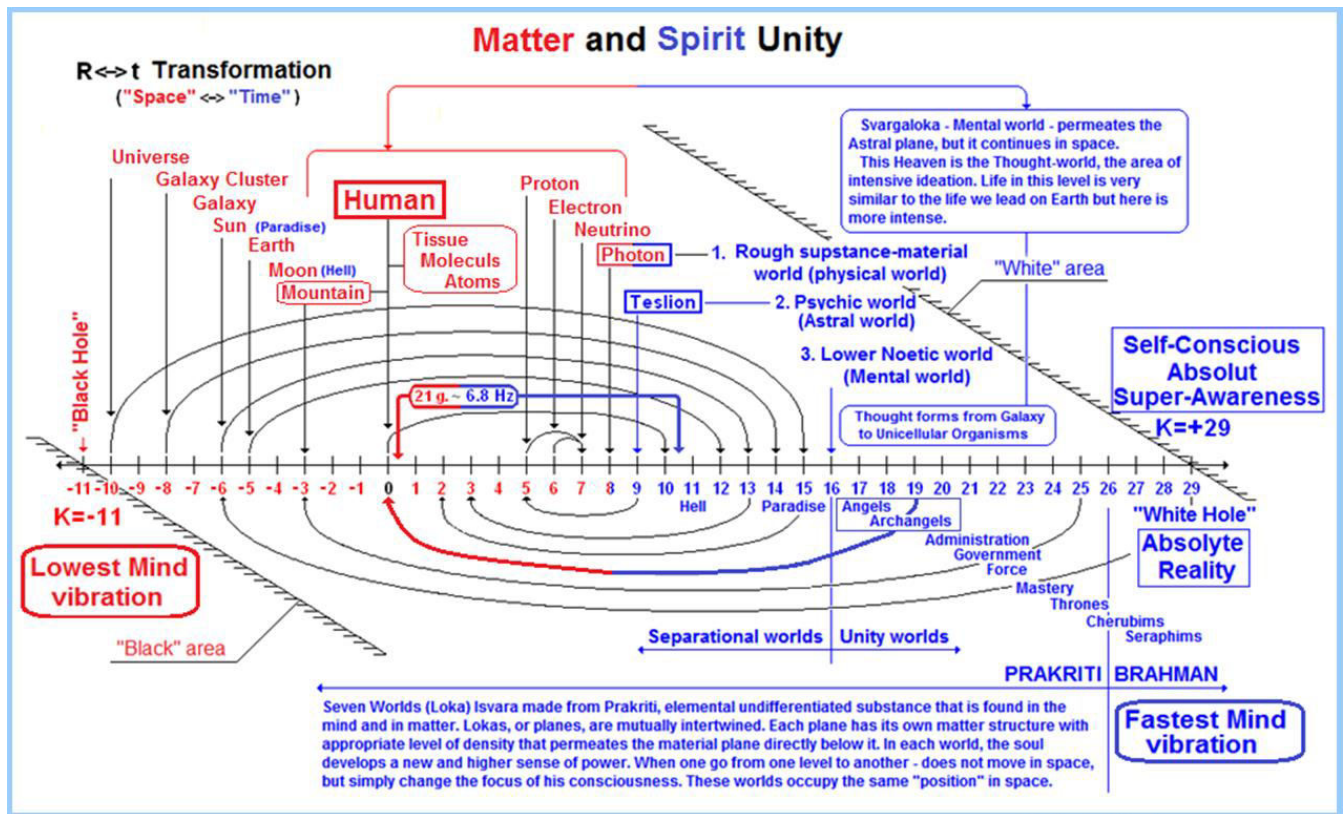 Matter and Spirit Unity
R<->t Transformation
("Space" <-> "Time")
Universe
Galaxy Cluster
Galaxy
Sun (Paradise)
Earth
Moon (Hell)
Mountain
Human
Tissue
Moleculs
Atoms
Proton
Electron
Neutrino
Photon
Teslion
1. Rough supstance-material
world (physical world)
2. Psychic world
(Astral world)
3. Lower Noetic world
(Mental world)
Thought forms from Galaxy
to Unicellular Organisms
Svargaloka - Mental world - permeates the
Astral plane, but it continues in space.
This Heaven is the Thought-world, the area of
intensive ideation. Life in this level is very
similar to the life we lead on Earth but here is
more intense.
"White" area
Self-Conscious
Absolut
Super-Awareness
K=+29
"Black Hole"
21 g. ~ 6.8 Hz
-11 -10 -9 -8 -7 -6 -5 -4 -3 -2 -1 0 1 2 3 4 5 6 7 8 9 10 11 12 13 14 15 16 17 18 19 20 21 22 23 24 25 26 27 28 29
K=-11
Lowest Mind
vibration
"Black" area
Hell
Paradise
Angels
Archangels
Administration
Government
Force
Mastery
Thrones
Cherubims
Seraphims
"White Hole"
Absolyte
Reality
Separational worlds
Unity worlds
PRAKRITI
BRAHMAN
Seven Worlds (Loka) Isvara made from Prakriti, elemental undifferentiated substance that is found in the
mind and in matter. Lokas, or planes, are mutually intertwined. Each plane has its own matter structure with
appropriate level of density that permeates the material plane directly below it. In each world, the soul
develops a new and higher sense of power. When one go from one level to another - does not move in space,
but simply change the focus of his consciousness. These worlds occupy the same "position" in space.
Fastest Mind
vibration